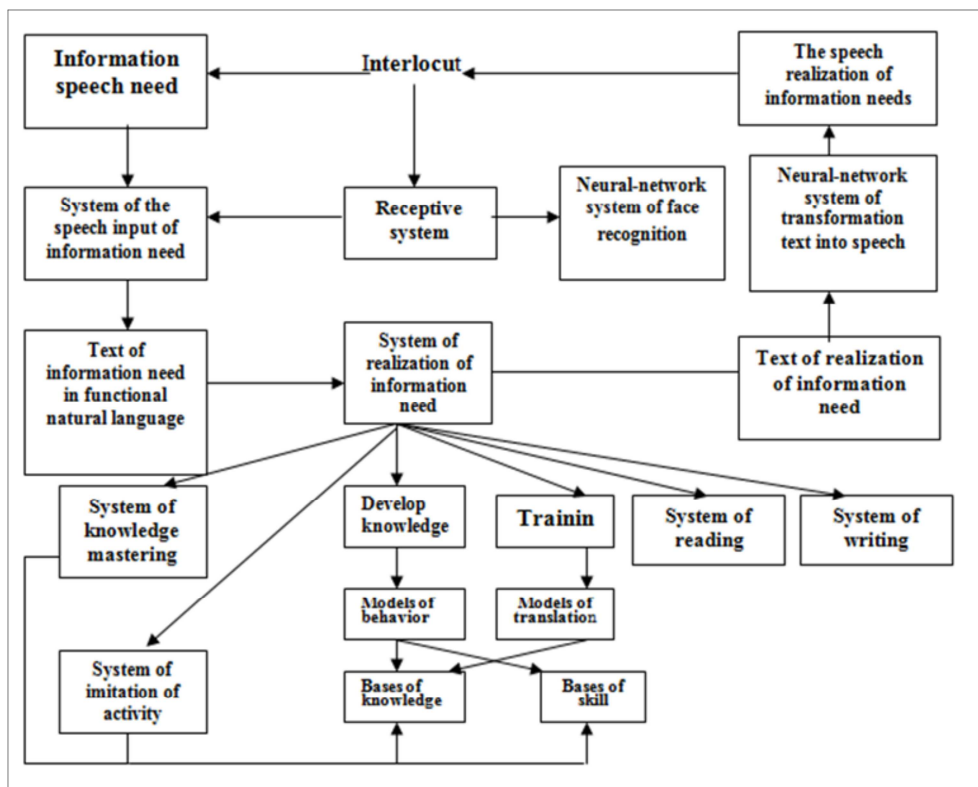 Information
speech need
Interlocut
The speech
realization of
information needs
System of the
speech input of
information need
Receptive
system
Neural-network
system of face
recognition
Neural-network
system of
transformation
text into speech
Text of
information need
in functional
natural language
System of
realization of
information
need
Text of realization
of information
need
System of
knowledge
mastering
Develop
knowledge
Trainin
System of
reading
System of
writing
Models of
behavior
Models of
translation
System of
imitation of
activity
Bases of
knowledge
Bases of
skill